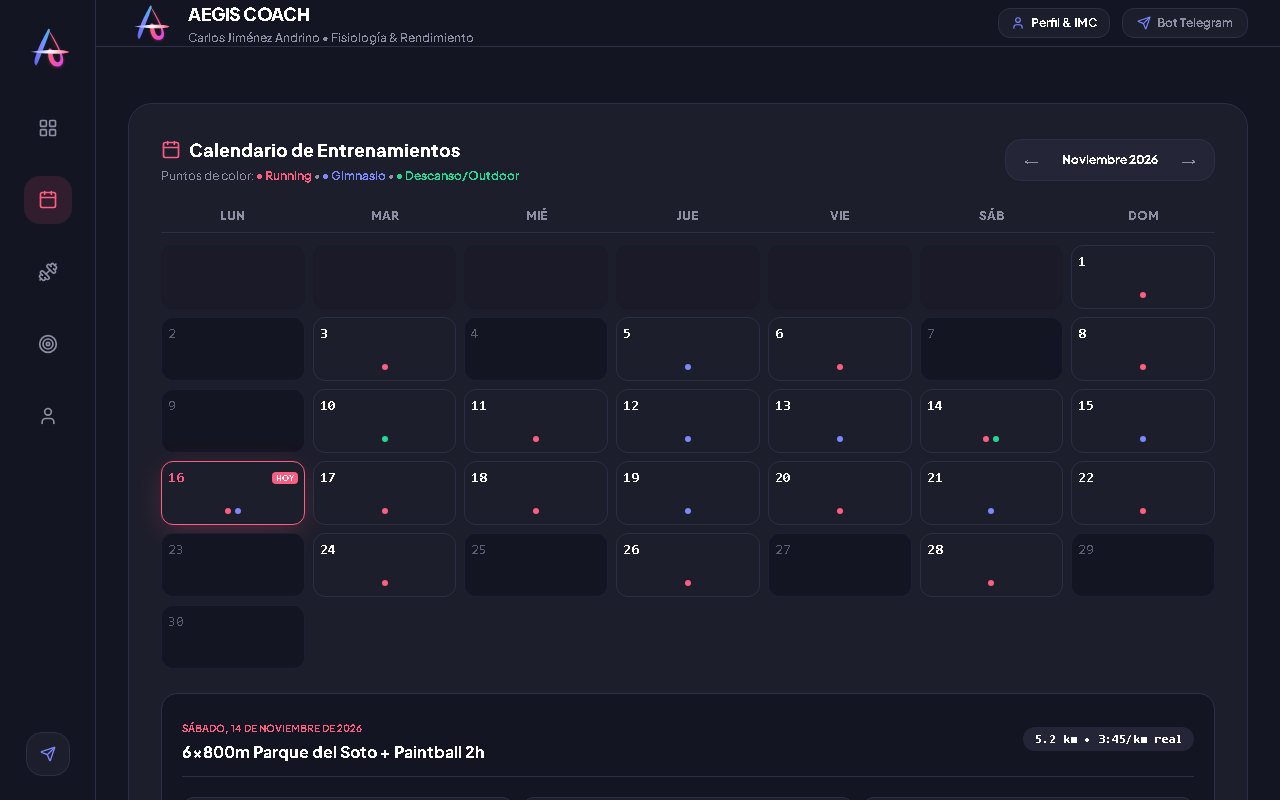 AEGIS COACH
Carlos Jiménez Andrino • Fisiología & Rendimiento
Perfil & IMC
Bot Telegram
Calendario de Entrenamientos
Puntos de color: ● Running • ● Gimnasio • ● Descanso/Outdoor
← Noviembre 2026 →
LUN MAR MIÉ JUE VIE SÁB DOM
1
2 3 4 5 6 7 8
9 10 11 12 13 14 15
16 HOY 17 18 19 20 21 22
23 24 25 26 27 28 29
30
SÁBADO, 14 DE NOVIEMBRE DE 2026
6×800m Parque del Soto + Paintball 2h
5.2 km • 3:45/km real